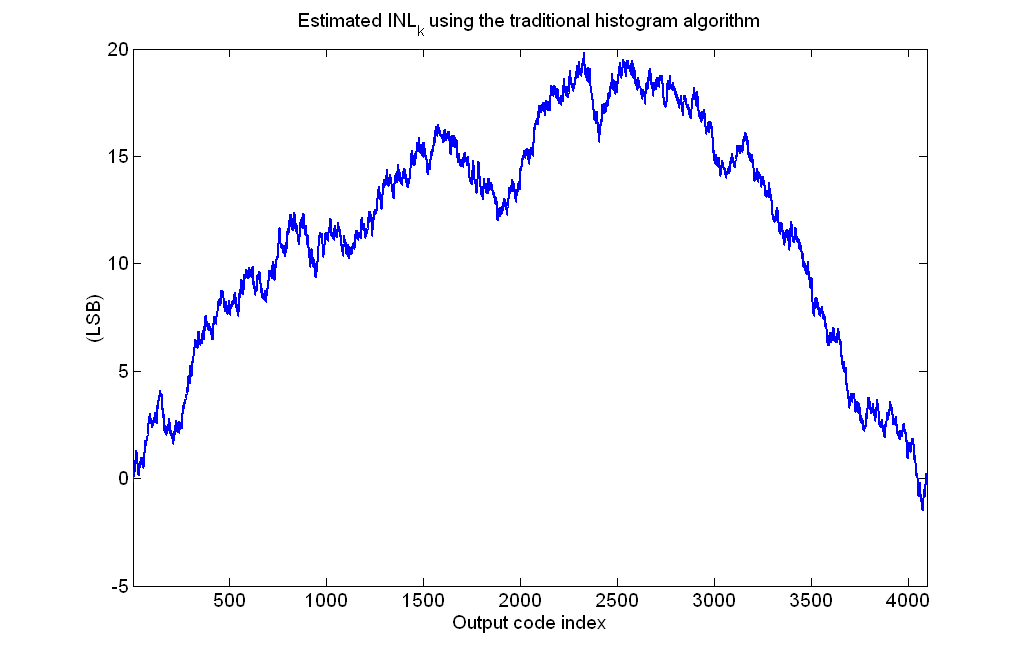 Estimated INLk using the traditional histogram algorithm
20
15
10
5
0
-5
(LSB)
500 1000 1500 2000 2500 3000 3500 4000
Output code index